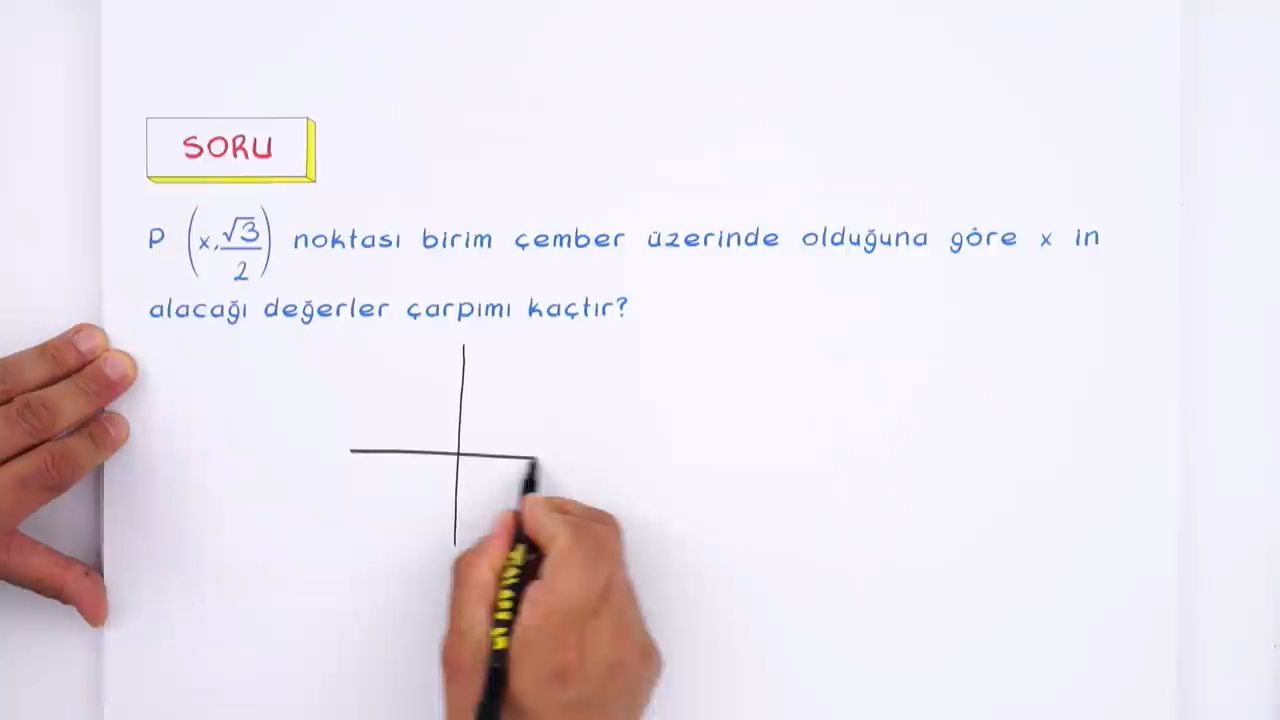 SORU
P (x, √3/2) noktası birim çember üzerinde olduğuna göre x in
alacağı değerler çarpımı kaçtır?